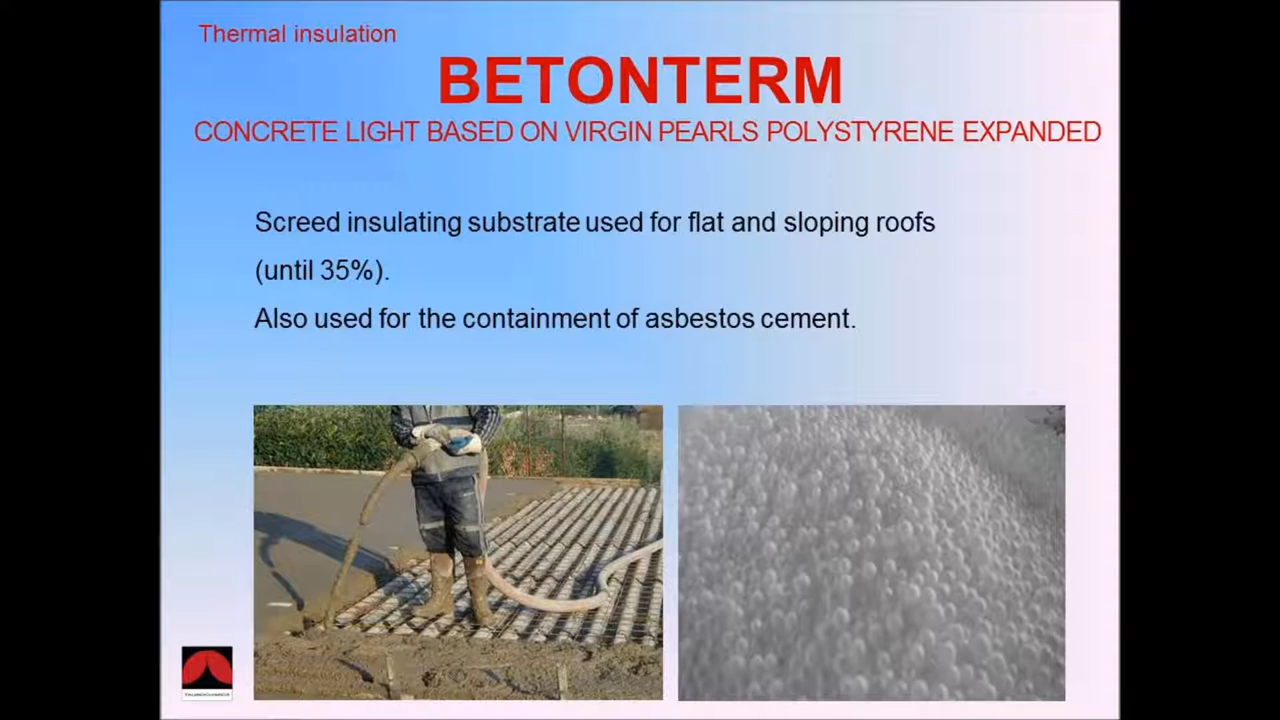 Thermal insulation
BETONTERM
CONCRETE LIGHT BASED ON VIRGIN PEARLS POLYSTYRENE EXPANDED
Screed insulating substrate used for flat and sloping roofs
(until 35%).
Also used for the containment of asbestos cement.